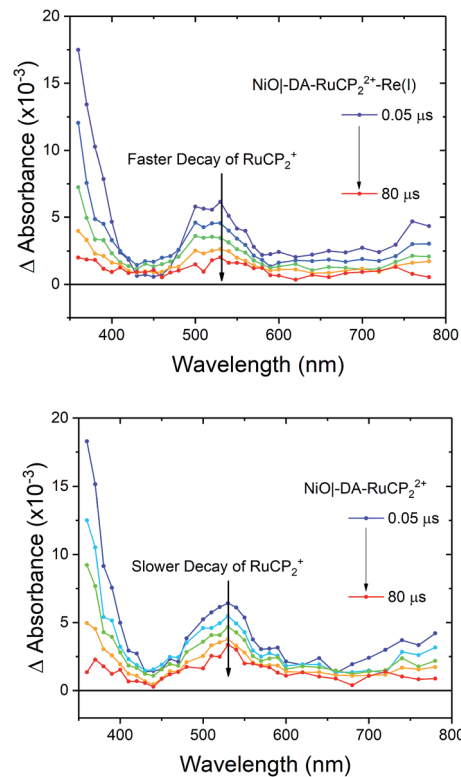 20
15
10
5
0
Δ Absorbance (x10-3)
NiO|-DA-RuCP₂²⁺-Re(I)
0.05 µs
Faster Decay of RuCP₂⁺
80 µs
400 500 600 700 800
Wavelength (nm)
20
15
10
5
0
Δ Absorbance (x10-3)
NiO|-DA-RuCP₂²⁺
0.05 µs
Slower Decay of RuCP₂⁺
80 µs
400 500 600 700 800
Wavelength (nm)